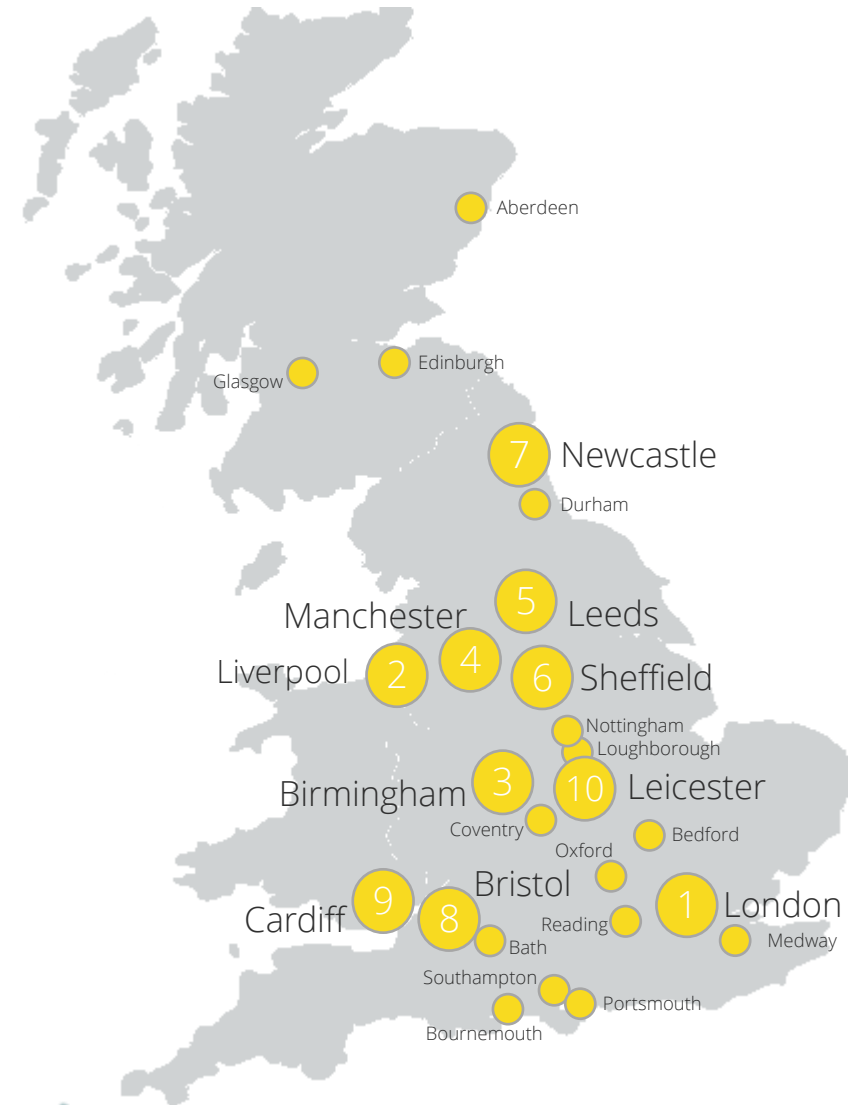 Aberdeen
Edinburgh
Glasgow
7 Newcastle
Durham
5
Manchester
Leeds
4
Liverpool 2
6 Sheffield
Nottingham
Loughborough
3
Birmingham
10 Leicester
Coventry
Bedford
Oxford
Bristol
9
Cardiff
8
1 London
Reading
Medway
Bath
Southampton
Portsmouth
Bournemouth